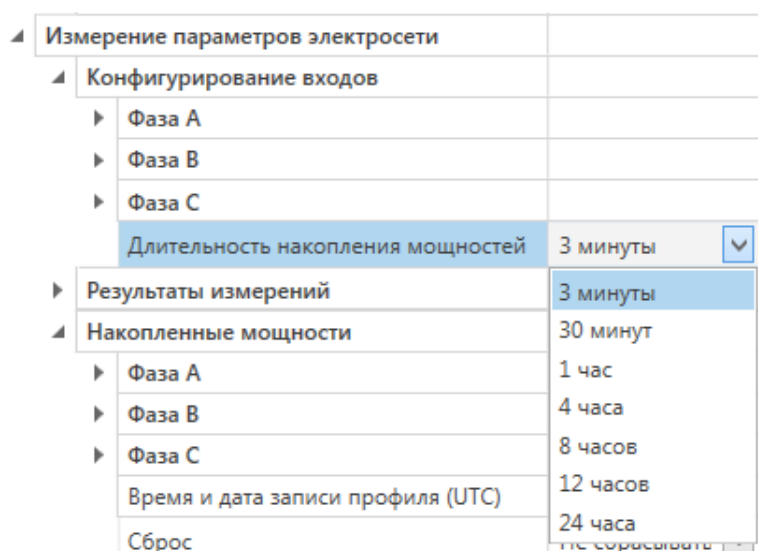 Измерение параметров электросети
Конфигурирование входов
Фаза A
Фаза B
Фаза C
Длительность накопления мощностей 3 минуты
Результаты измерений 3 минуты
30 минут
Накопленные мощности
1 час
Фаза A
4 часа
Фаза B
8 часов
Фаза C
12 часов
Время и дата записи профиля (UTC)
24 часа
Сброс Не сбрасывать